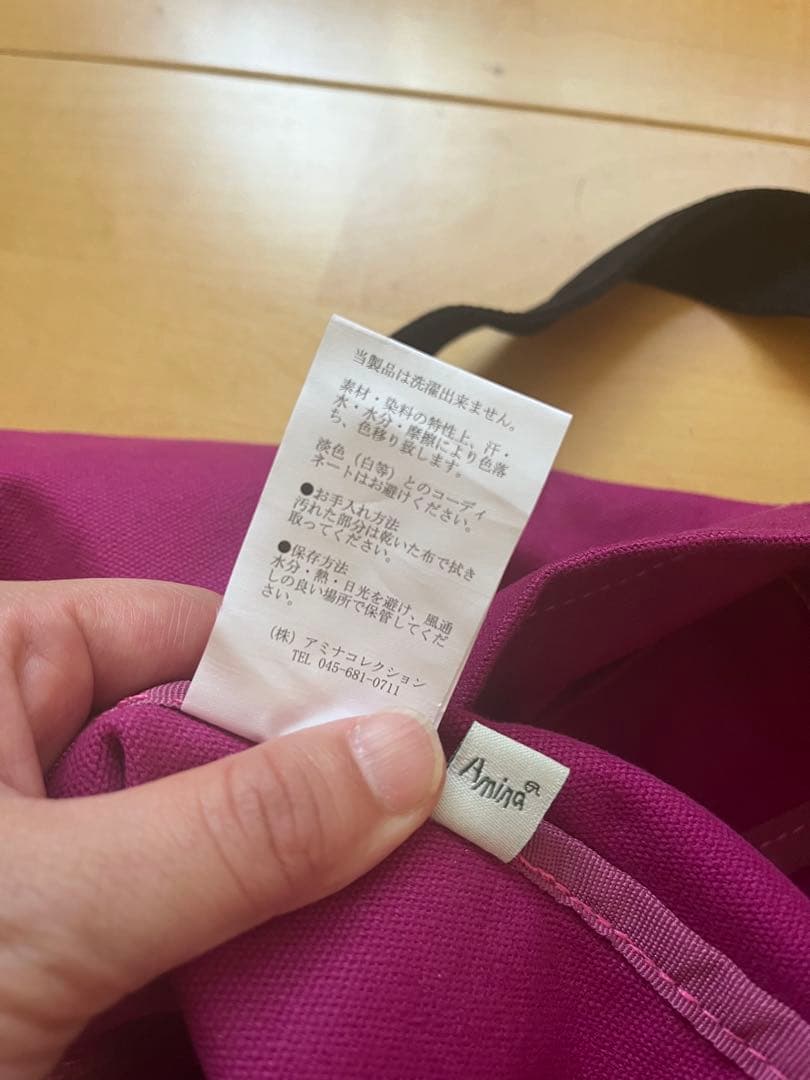 当製品は洗濯出来ません。
素材・染料の特性上、汗・
水・水分・摩擦により色落
ち、色移り致します。
淡色（白等）とのコーディ
ネートはお避けください。
●お手入れ方法
汚れた部分は乾いた布で拭き
取ってください。
●保存方法
水分・熱・日光を避け、風通
しの良い場所で保管してくだ
さい。
（株）アミナコレクション
TEL 045-681-0711
Amina